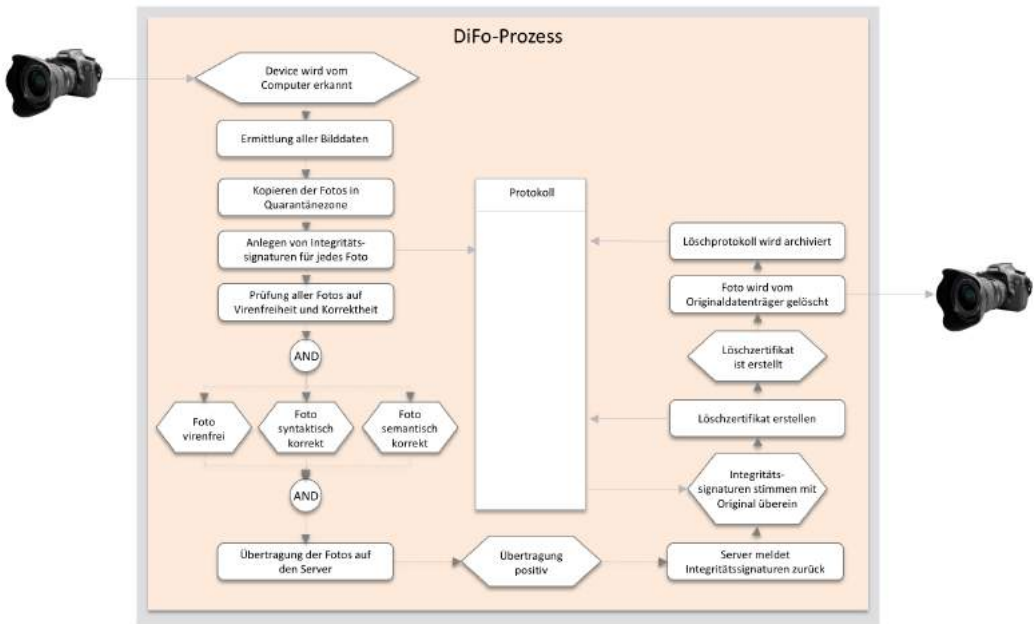 DiFo-Prozess
Device wird vom
Computer erkannt
Ermittlung aller Bilddaten
Kopieren der Fotos in
Quarantänezone
Anlegen von Integritäts-
signaturen für jedes Foto
Prüfung aller Fotos auf
Virenfreiheit und Korrektheit
AND
Foto
virenfrei
Foto
syntaktisch
korrekt
Foto
semantisch
korrekt
AND
Übertragung der Fotos auf
den Server
Übertragung
positiv
Protokoll
Server meldet
Integritätssignaturen zurück
Integritäts-
signaturen stimmen mit
Original überein
Löschzertifikat erstellen
Löschzertifikat
ist erstellt
Foto wird vom
Originaldatenträger gelöscht
Löschprotokoll wird archiviert